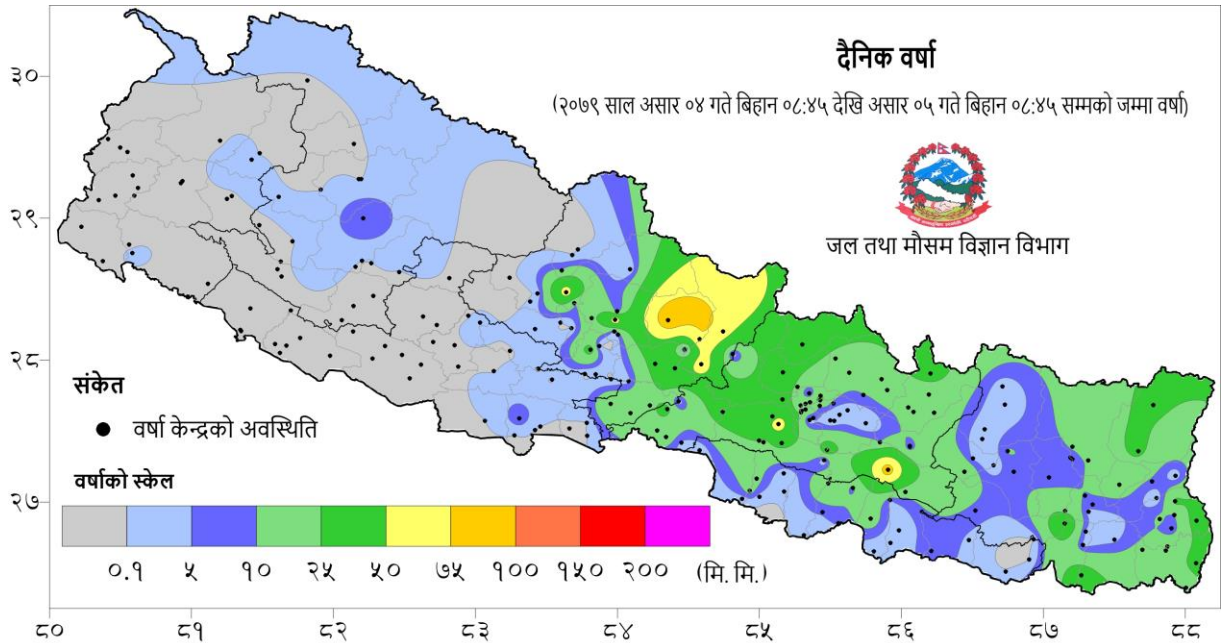 दैनिक वर्षा
(२०७९ साल असार ०४ गते बिहान ०८:४५ देखि असार ०५ गते बिहान ०८:४५ सम्मको जम्मा वर्षा)
जल तथा मौसम विज्ञान विभाग
३०
२९
२८
२७
संकेत
वर्षा केन्द्रको अवस्थिति
वर्षाको स्केल
०.१ ५ १० २५ ५० ७५ १०० १५० २०० (मि.मि.)
८० ८१ ८२ ८३ ८४ ८५ ८६ ८७ ८८